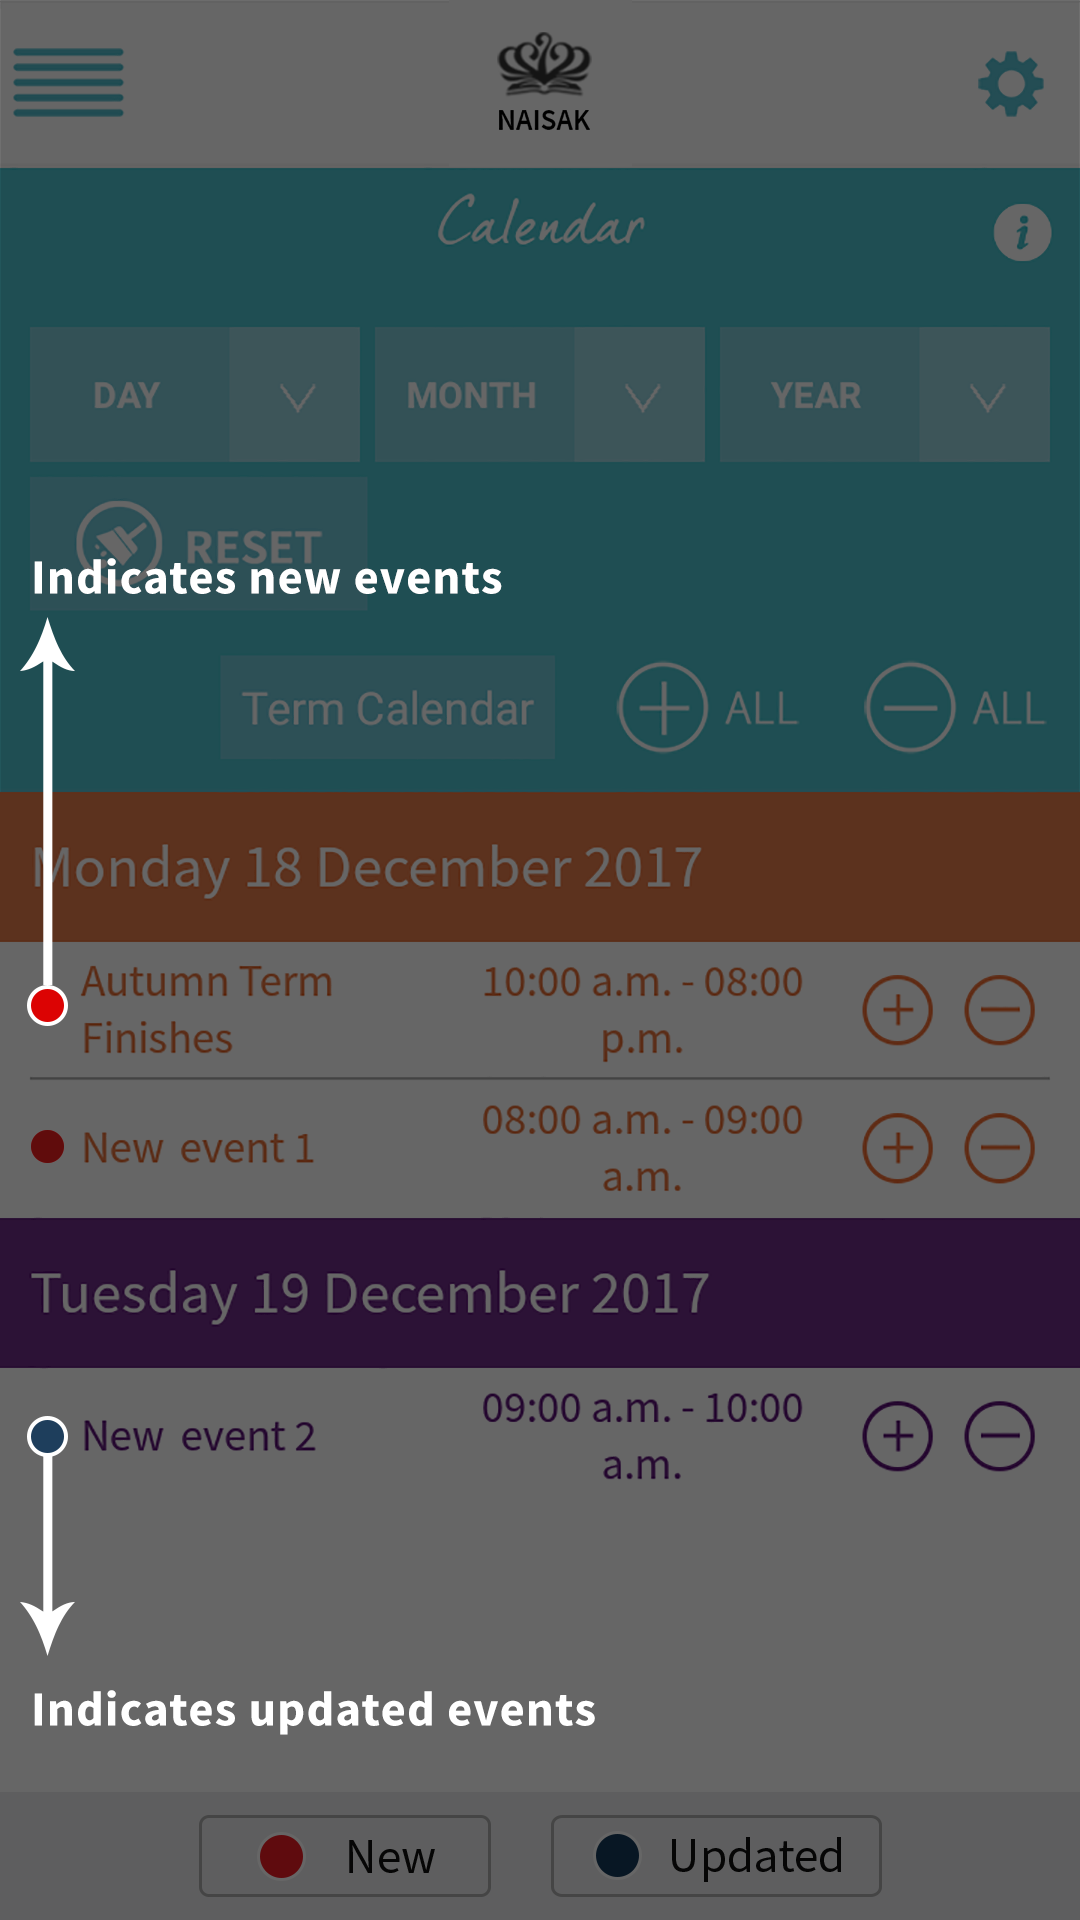 NAISAK
Calendar
i
DAY
MONTH
YEAR
RESET
Indicates new events
Term Calendar
ALL
ALL
Monday 18 December 2017
Autumn Term
Finishes
10:00 a.m. - 08:00
p.m.
New event 1
08:00 a.m. - 09:00
a.m.
Tuesday 19 December 2017
New event 2
09:00 a.m. - 10:00
a.m.
Indicates updated events
New
Updated